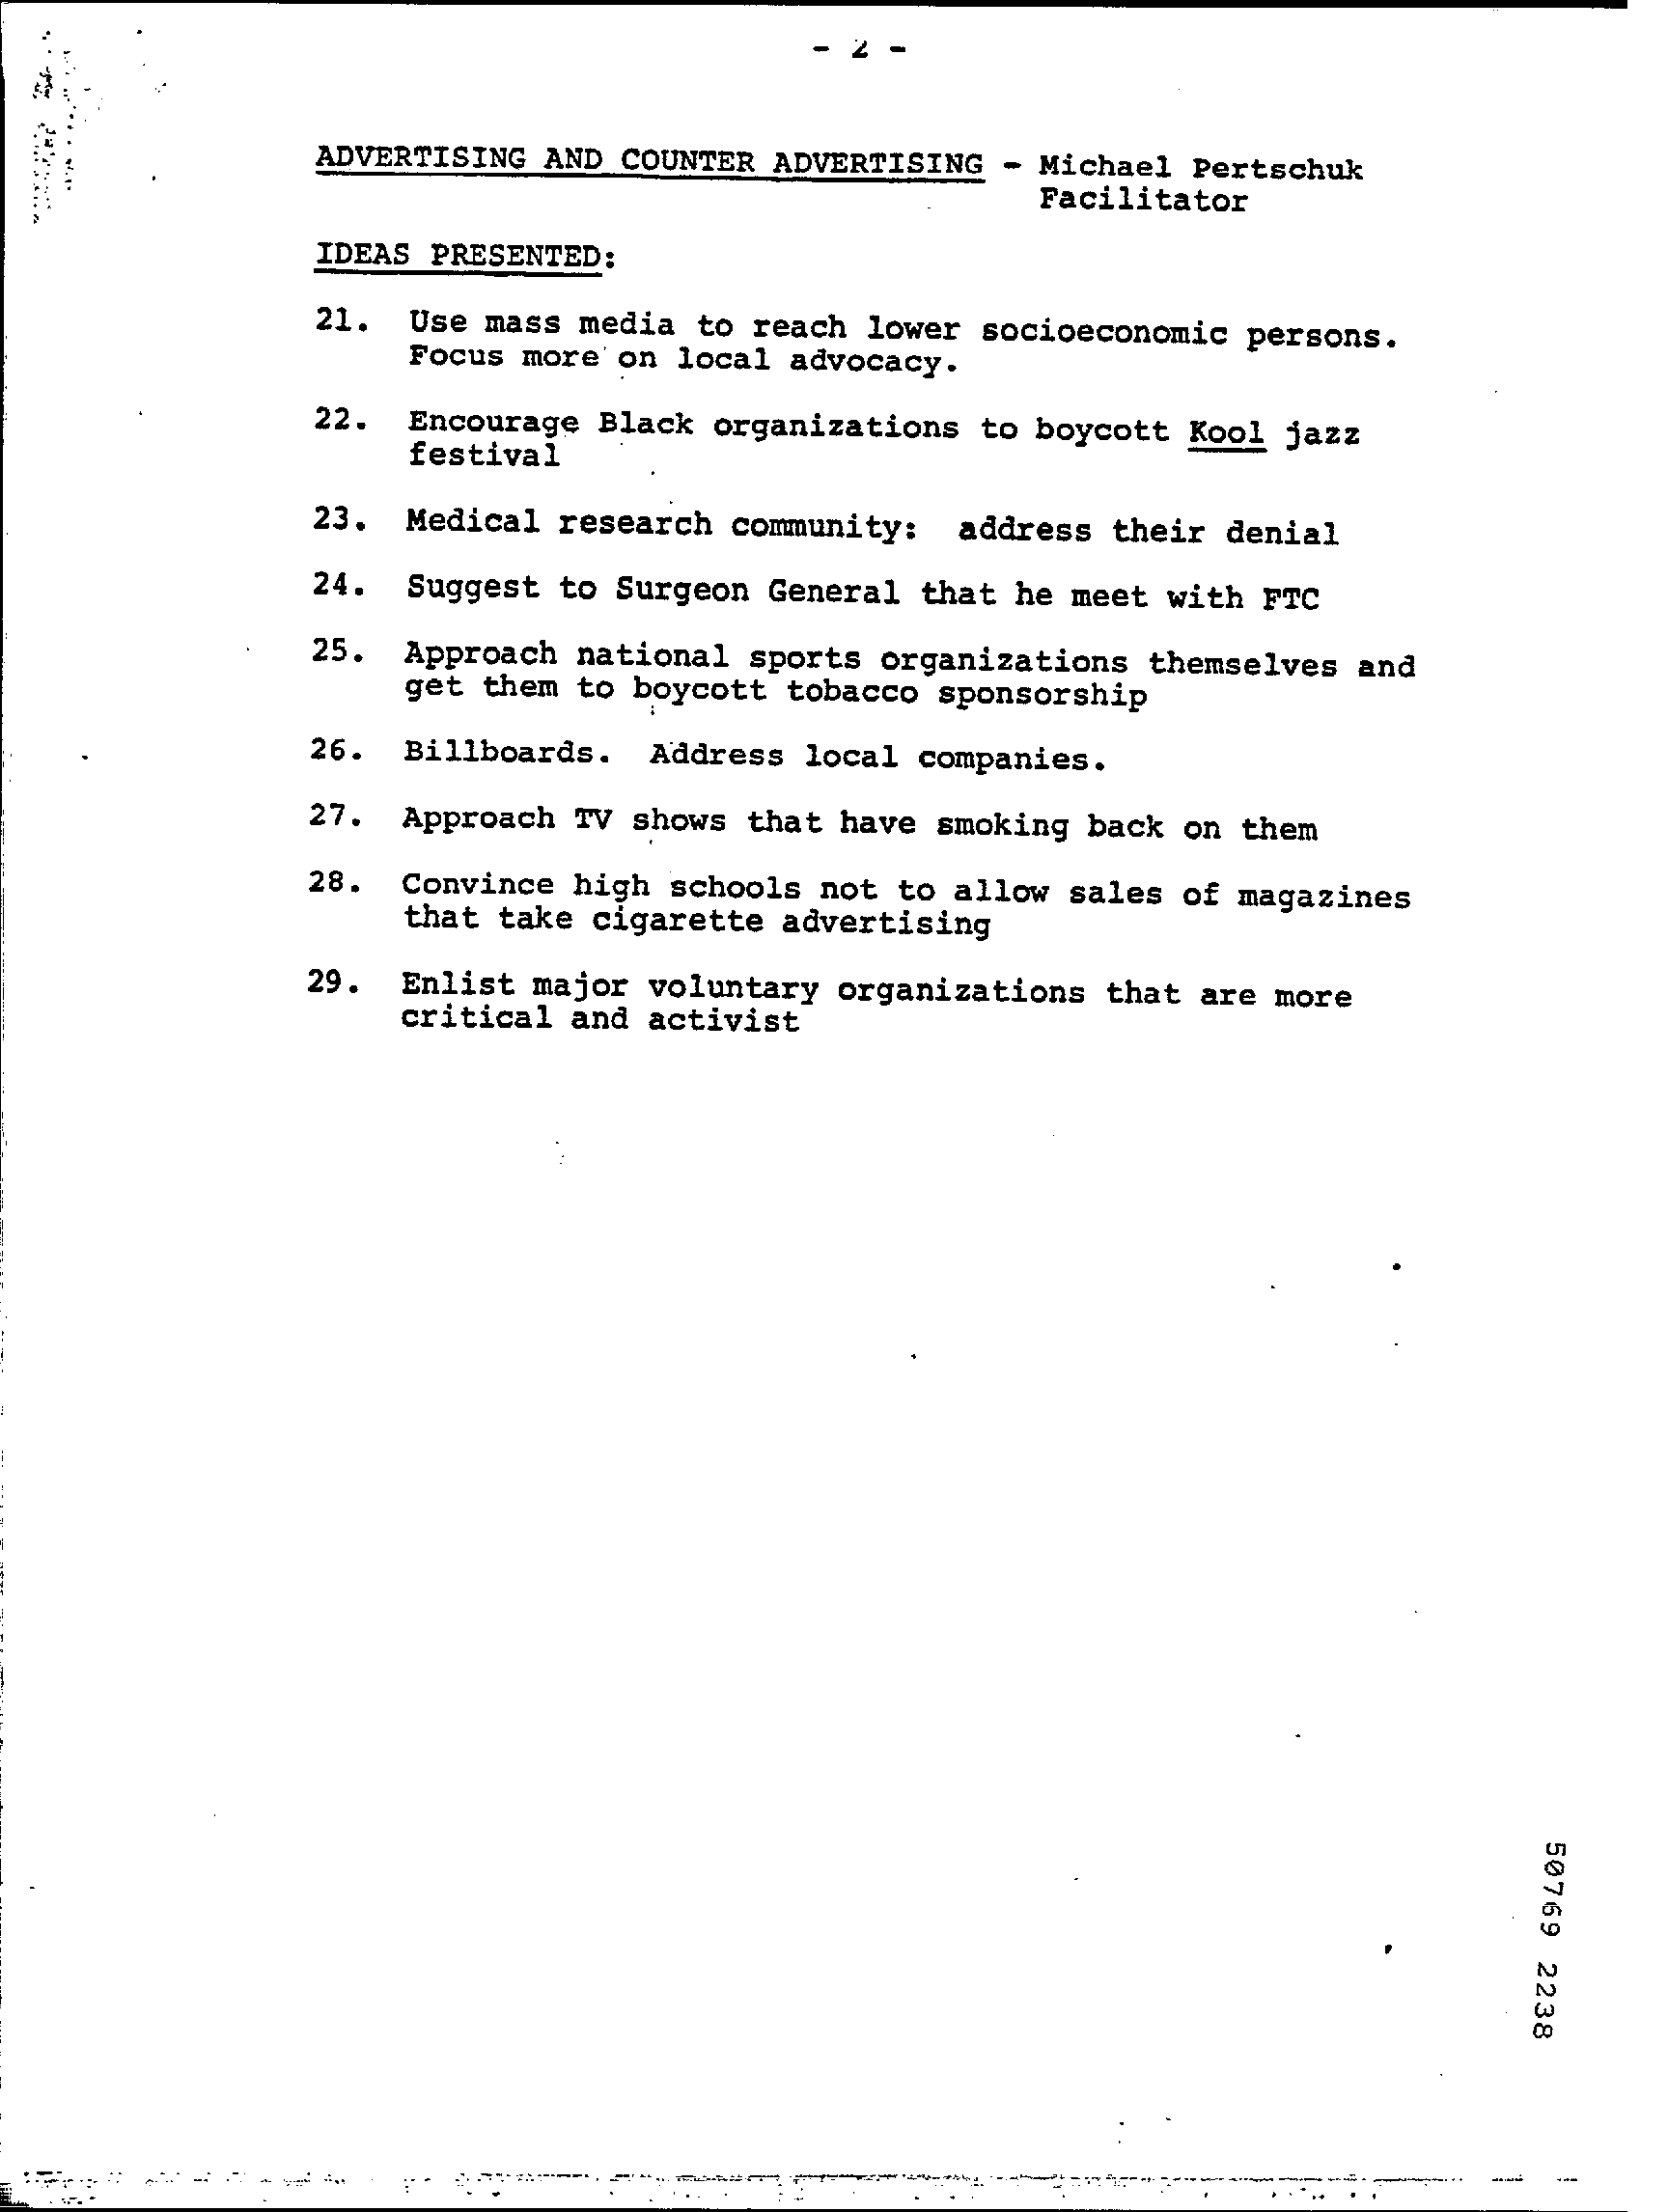 - 2 -
ADVERTISING AND COUNTER ADVERTISING - Michael Pertschuk
Facilitator
IDEAS PRESENTED:
21. Use mass media to reach lower socioeconomic persons.
Focus more on local advocacy.
22. Encourage Black organizations to boycott Kool jazz
festival
23. Medical research community: address their denial
24. Suggest to Surgeon General that he meet with FTC
25. Approach national sports organizations themselves and
get them to boycott tobacco sponsorship
26. Billboards. Address local companies.
27. Approach TV shows that have smoking back on them
28. Convince high schools not to allow sales of magazines
that take cigarette advertising
29. Enlist major voluntary organizations that are more
critical and activist
50769 2238